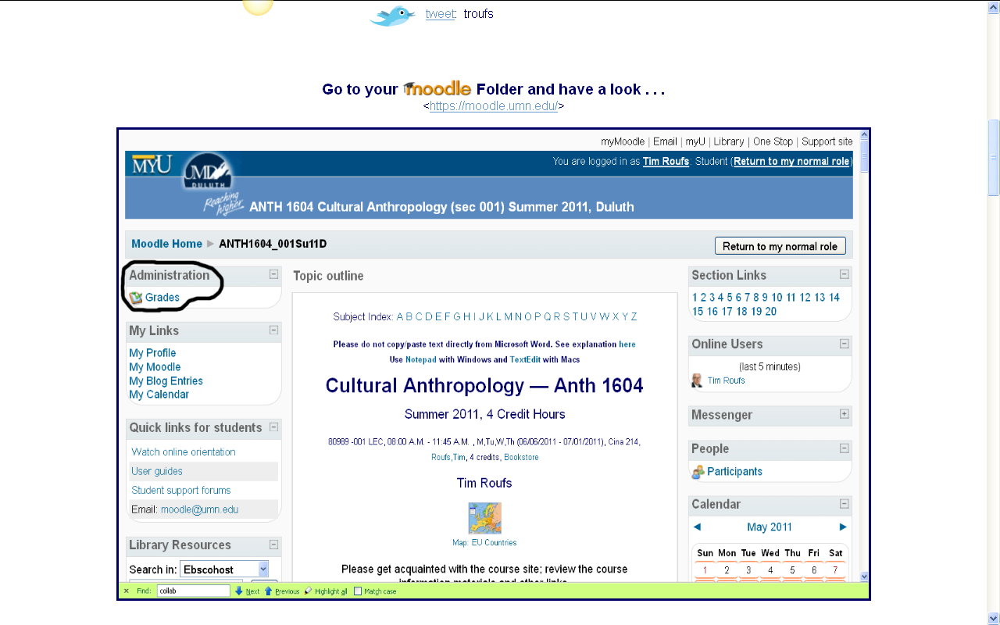 tweet: troufs
Go to your moodle Folder and have a look . . .
<https://moodle.umn.edu/>
myMoodle | Email | myU | Library | One Stop | Support site
MYU
UMD
DULUTH
You are logged in as Tim Roufs: Student (Return to my normal role)
Reaching
higher
ANTH 1604 Cultural Anthropology (sec 001) Summer 2011, Duluth
Moodle Home ► ANTH1604_001Su11D
Return to my normal role
Administration
Grades
My Links
My Profile
My Moodle
My Blog Entries
My Calendar
Quick links for students
Watch online orientation
User guides
Student support forums
Email: moodle@umn.edu
Library Resources
Search in: Ebscohost
Topic outline
Subject Index: A B C D E F G H I J K L M N O P Q R S T U V W X Y Z
Please do not copy/paste text directly from Microsoft Word. See explanation here
Use Notepad with Windows and TextEdit with Macs
Cultural Anthropology — Anth 1604
Summer 2011, 4 Credit Hours
80989 -001 LEC, 08:00 A.M. - 11:45 A.M. , M,Tu,W,Th (06/06/2011 - 07/01/2011), Cina 214,
Roufs,Tim, 4 credits, Bookstore
Tim Roufs
Map: EU Countries
Please get acquainted with the course site; review the course
information materials and other links
Section Links
1 2 3 4 5 6 7 8 9 10 11 12 13 14
15 16 17 18 19 20
Online Users
(last 5 minutes)
Tim Roufs
Messenger
People
Participants
Calendar
◄ May 2011 ►
Sun Mon Tue Wed Thu Fri Sat
1 2 3 4 5 6 7
× Find: collab Next Previous Highlight all Match case